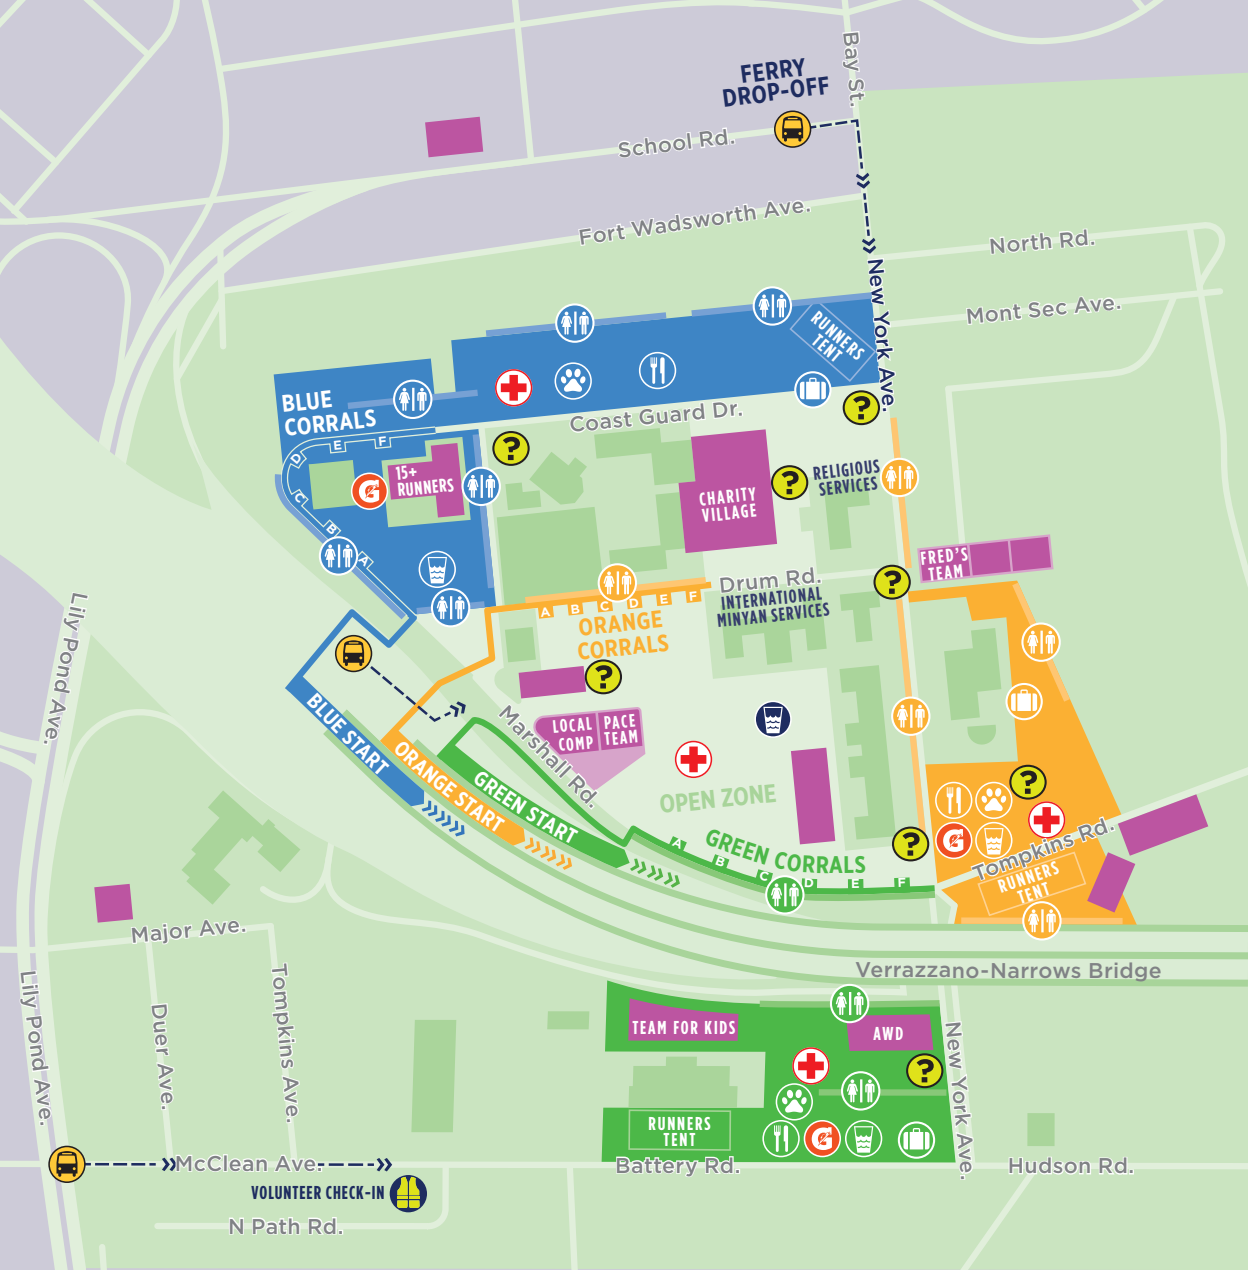 Bay St.
FERRY
DROP-OFF
School Rd.
Fort Wadsworth Ave.
North Rd.
New York Ave.
Mont Sec Ave.
RUNNERS
TENT
BLUE
CORRALS
Coast Guard Dr.
?
F
E
D
C
B
A
?
15+
RUNNERS
G
CHARITY
VILLAGE
?
RELIGIOUS
SERVICES
FRED'S
TEAM
Drum Rd.
?
INTERNATIONAL
MINYAN SERVICES
A
B
C
D
E
F
ORANGE
CORRALS
?
Lily Pond Ave.
BLUE START
ORANGE START
GREEN START
Marshall Rd.
LOCAL
COMP
PACE
TEAM
OPEN ZONE
?
?
G
Tompkins Rd.
RUNNERS
TENT
GREEN CORRALS
A
B
C
D
E
F
Major Ave.
Verrazzano-Narrows Bridge
Lily Pond Ave.
Duer Ave.
Tompkins Ave.
TEAM FOR KIDS
AWD
?
New York Ave.
RUNNERS
TENT
G
McClean Ave.
Battery Rd.
Hudson Rd.
VOLUNTEER CHECK-IN
N Path Rd.